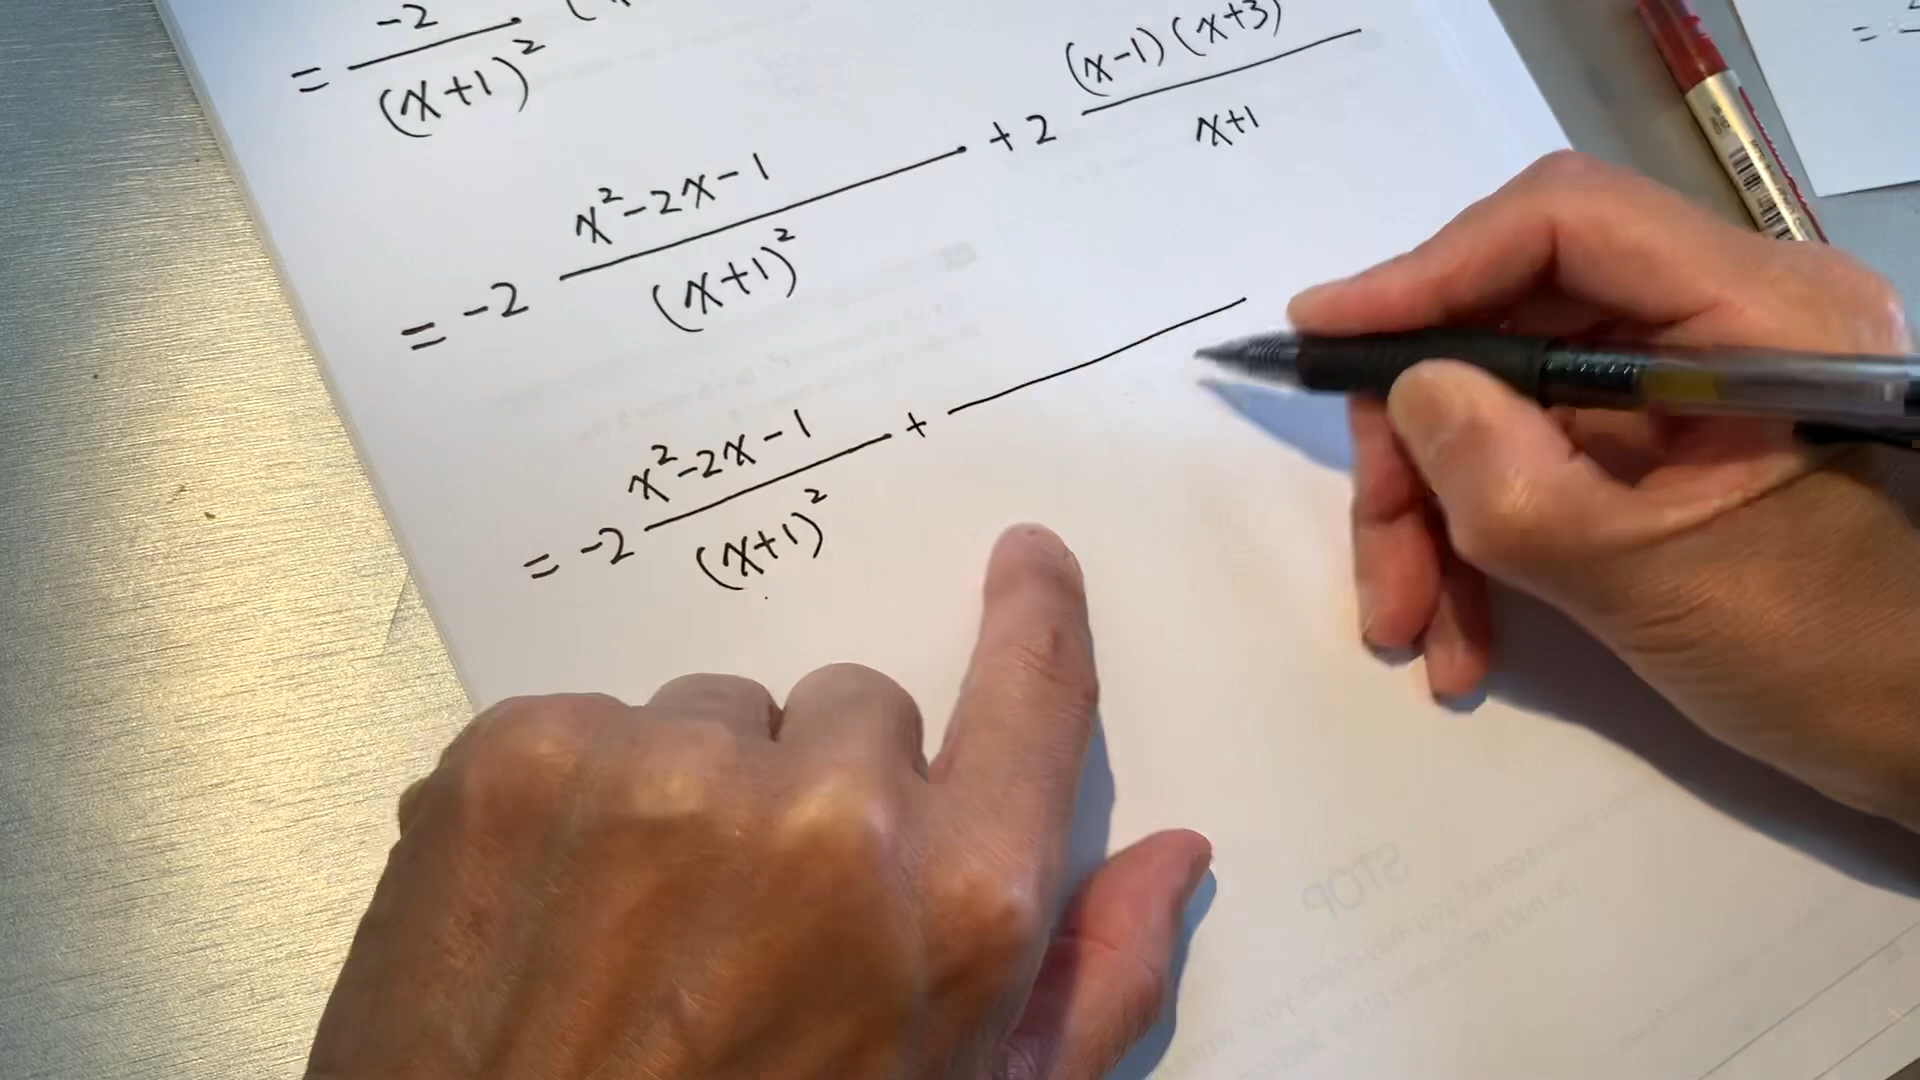 = -2/(x+1)²
= -2 (x²-2x-1)/(x+1)² + 2 (x-1)(x+3)/(x+1)
= -2 (x²-2x-1)/(x+1)² +
STOP